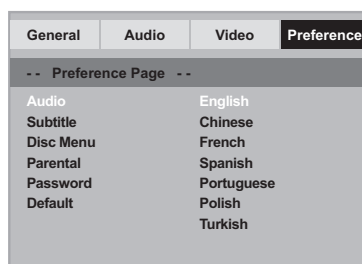 General Audio Video Preference
- - Preference Page - -
Audio English
Subtitle Chinese
Disc Menu French
Parental Spanish
Password Portuguese
Default Polish
Turkish